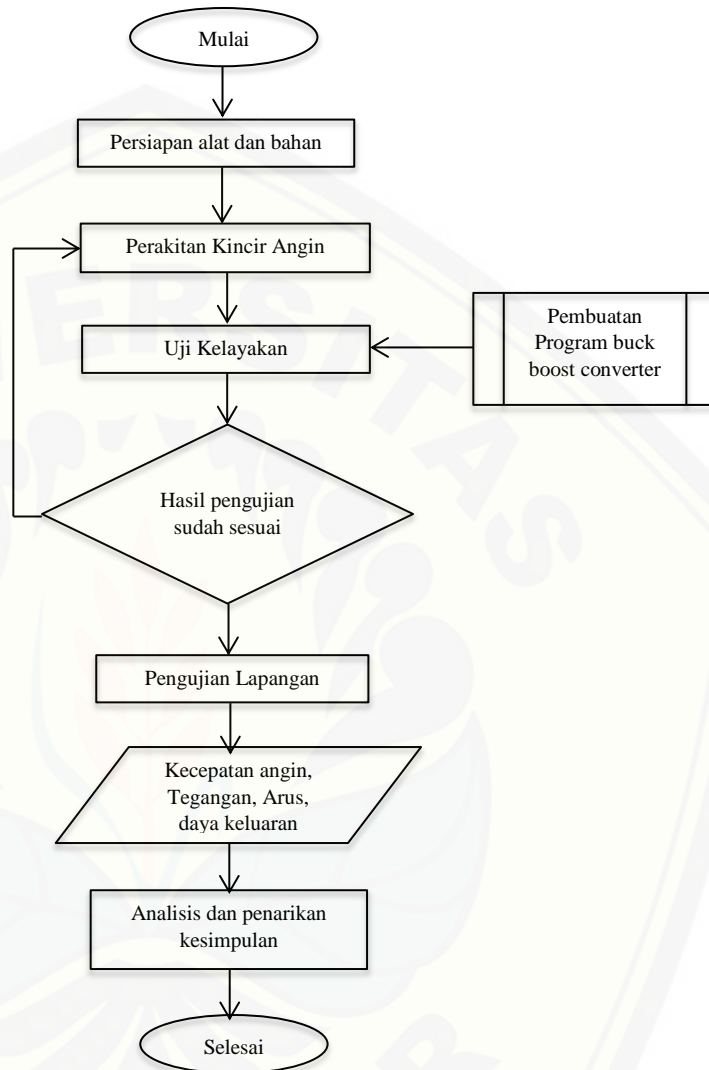 Mulai
Persiapan alat dan bahan
Perakitan Kincir Angin
Uji Kelayakan
Pembuatan
Program buck
boost converter
Hasil pengujian
sudah sesuai
Pengujian Lapangan
Kecepatan angin,
Tegangan, Arus,
daya keluaran
Analisis dan penarikan
kesimpulan
Selesai